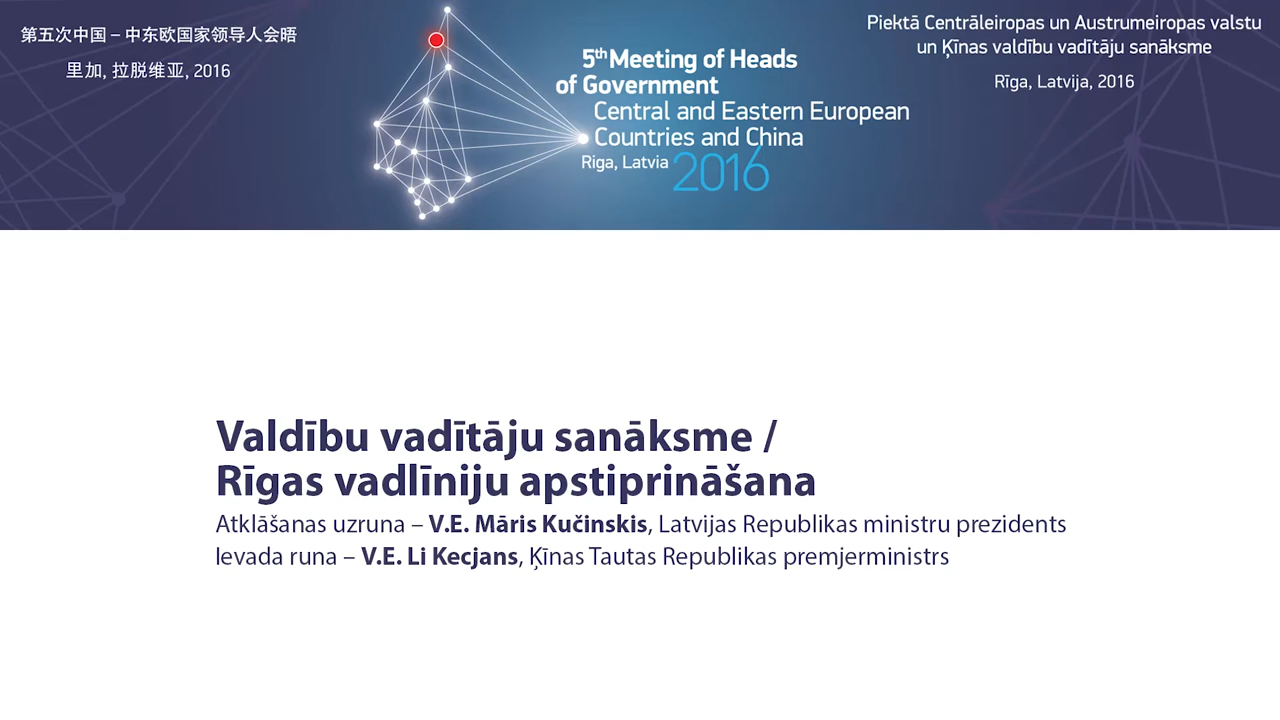 第五次中国 – 中东欧国家领导人会晤
里加, 拉脱维亚, 2016
5th Meeting of Heads
of Government
Central and Eastern European
Countries and China
Riga, Latvia 2016
Piektā Centrāleiropas un Austrumeiropas valstu
un Ķīnas valdību vadītāju sanāksme
Rīga, Latvija, 2016
Valdību vadītāju sanāksme /
Rīgas vadlīniju apstiprināšana
Atklāšanas uzruna – V.E. Māris Kučinskis, Latvijas Republikas ministru prezidents
Ievada runa – V.E. Li Kecjans, Ķīnas Tautas Republikas premjerministrs